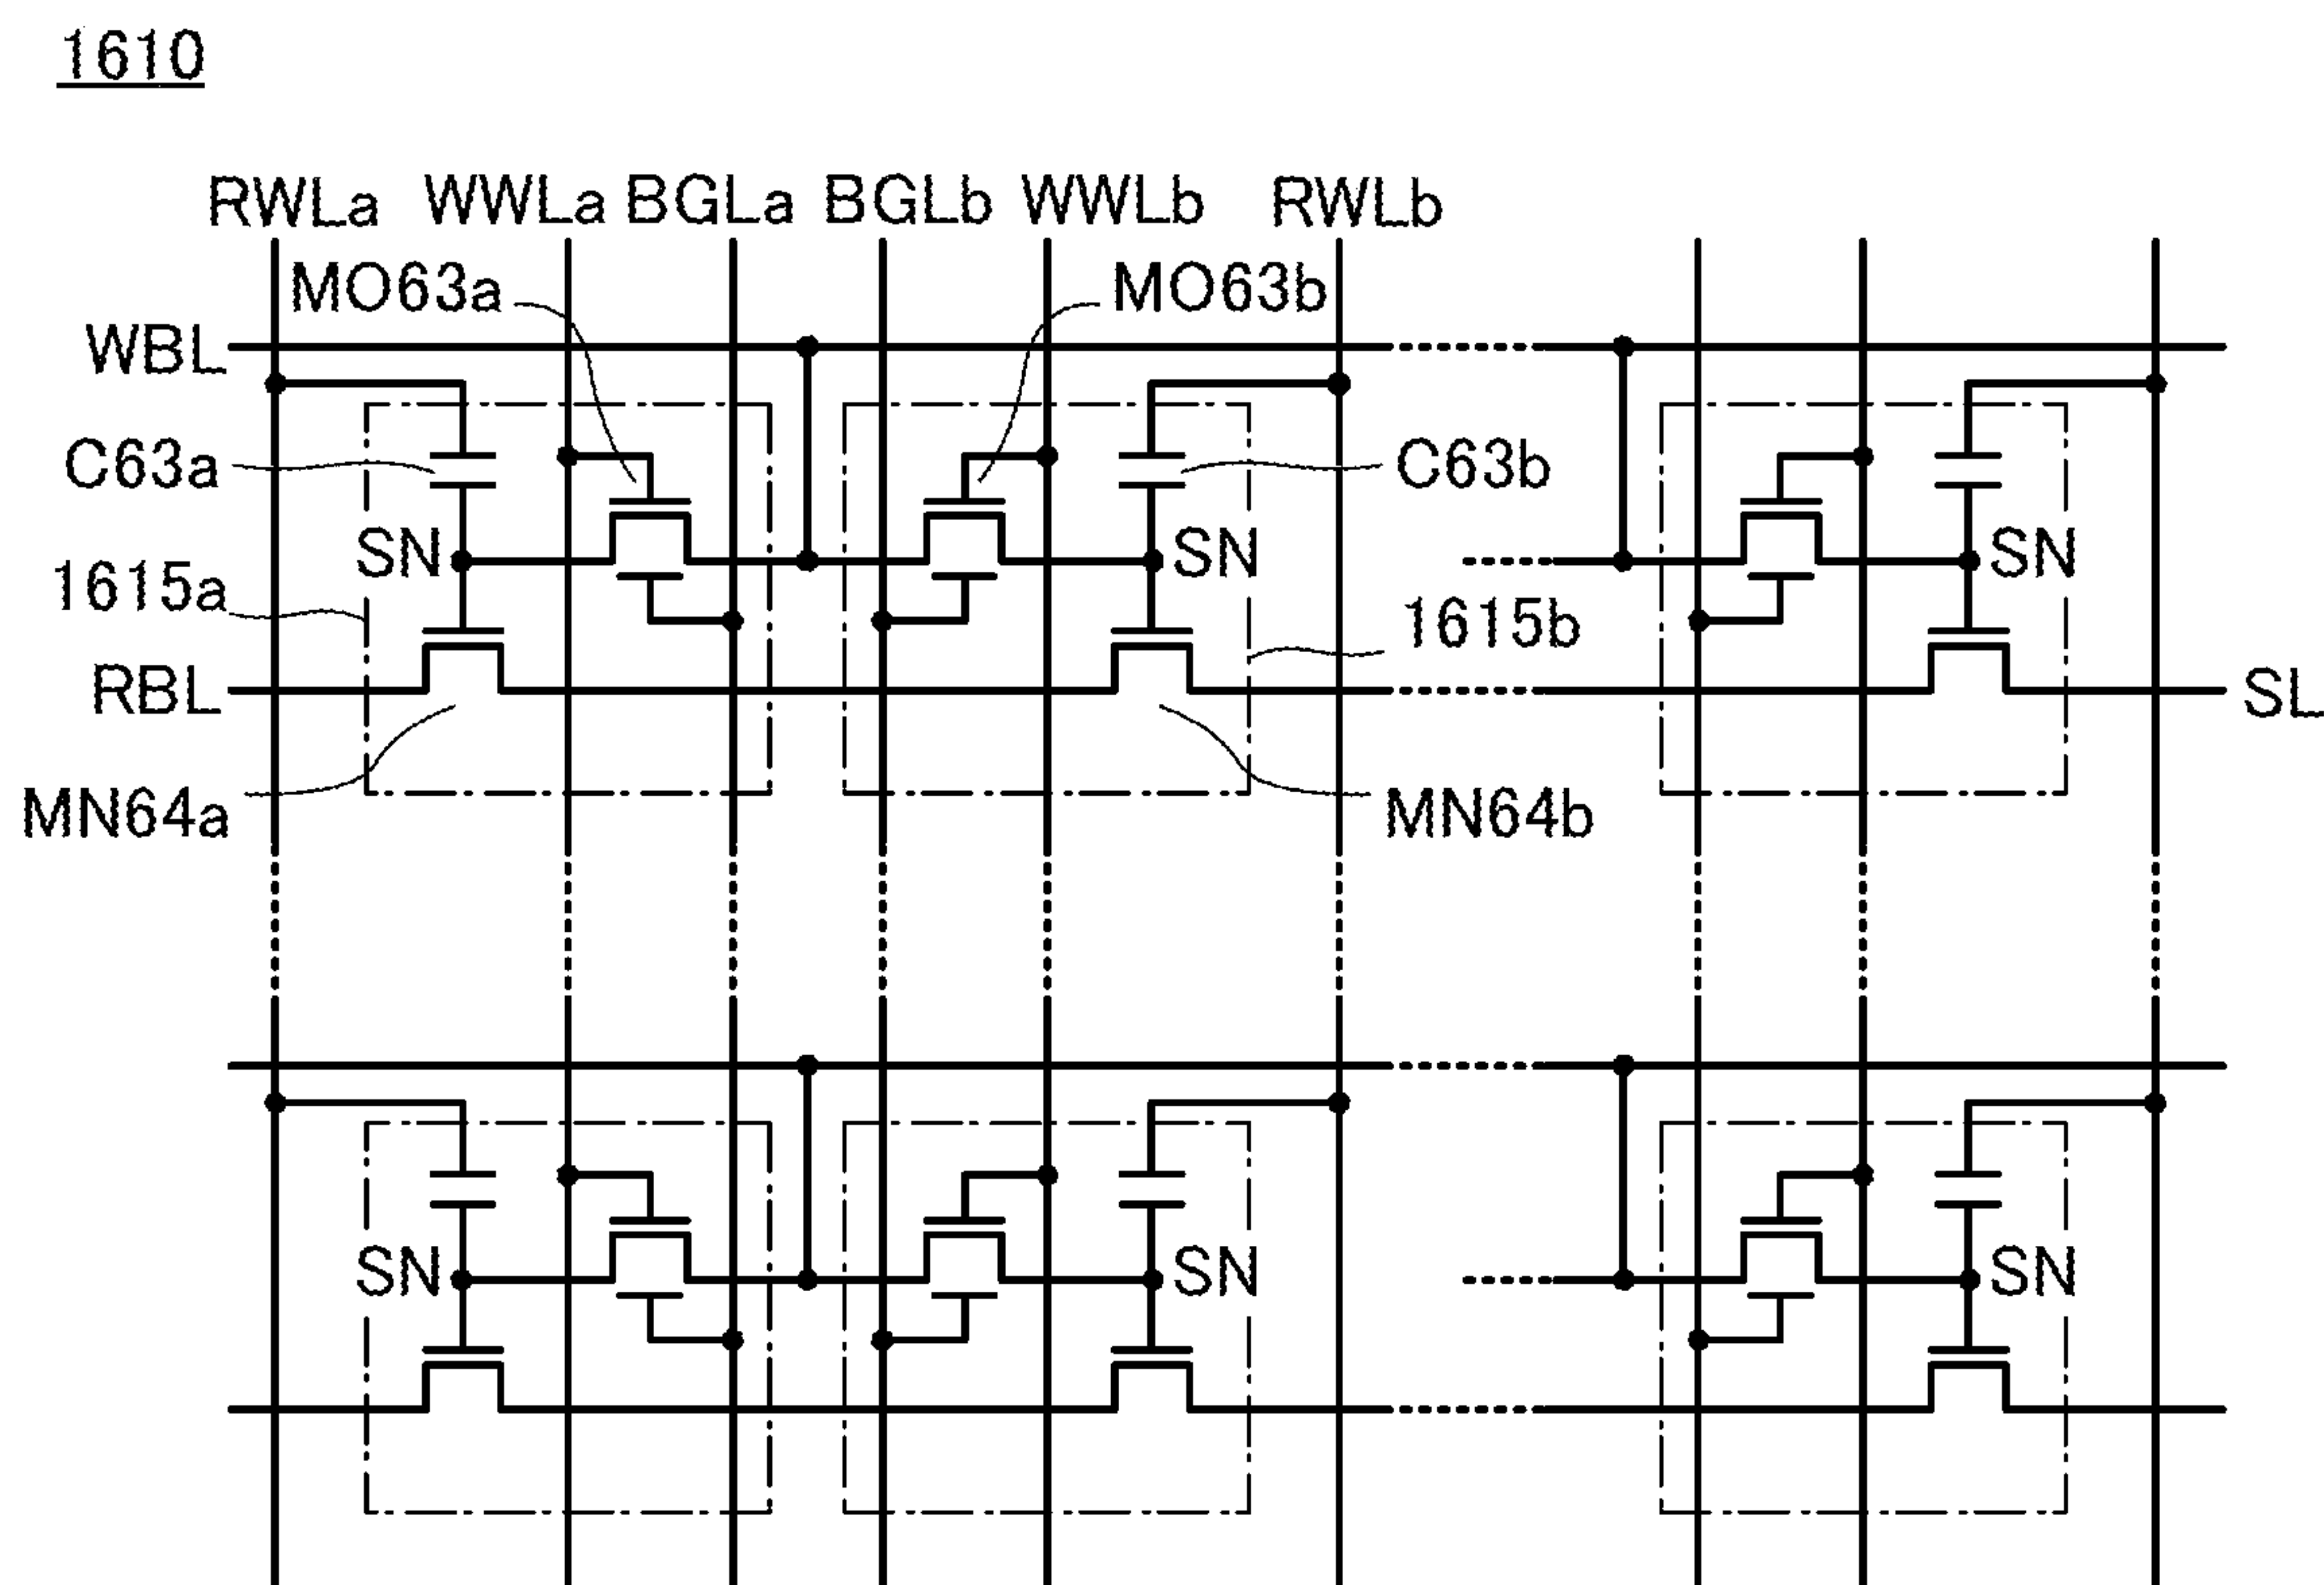 1610
RWLa WWLa BGLa BGLb WWLb RWLb
MO63a MO63b
WBL
C63a C63b
SN SN SN
1615a 1615b
RBL SL
MN64a MN64b
SN SN SN